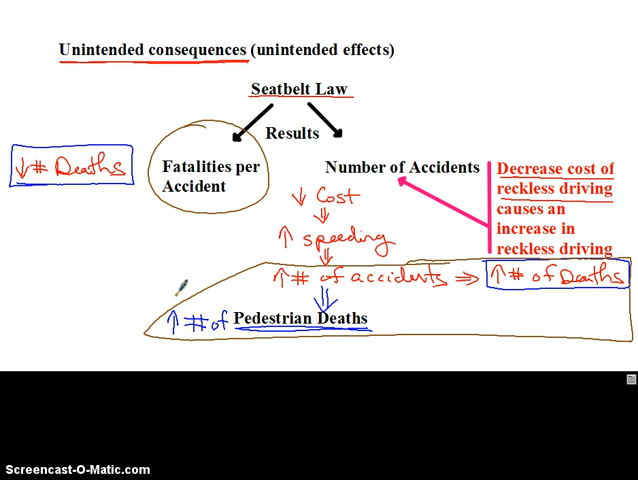 Unintended consequences (unintended effects)
Seatbelt Law
Results
↓ # Deaths
Fatalities per
Accident
Number of Accidents
Decrease cost of
reckless driving
causes an
increase in
reckless driving
↓ Cost
⇓
↑ speeding
⇓
↑ # of accidents ⇒ ↑ # of Deaths
⇓
↑ # of Pedestrian Deaths
Screencast-O-Matic.com